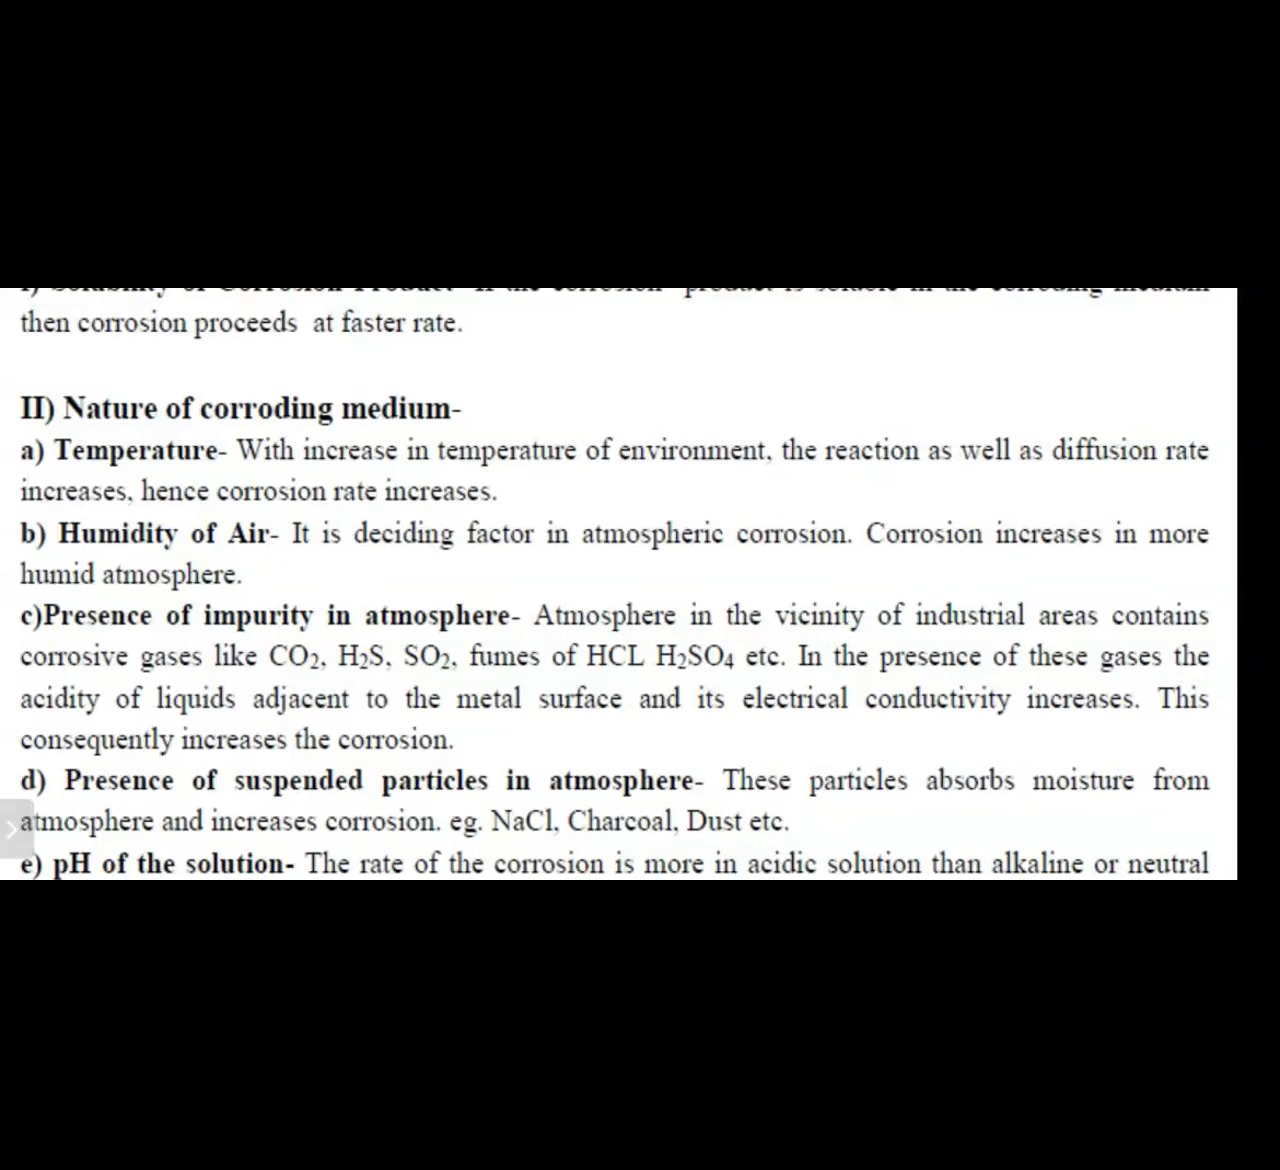 then corrosion proceeds at faster rate.
II) Nature of corroding medium-
a) Temperature- With increase in temperature of environment, the reaction as well as diffusion rate
increases, hence corrosion rate increases.
b) Humidity of Air- It is deciding factor in atmospheric corrosion. Corrosion increases in more
humid atmosphere.
c)Presence of impurity in atmosphere- Atmosphere in the vicinity of industrial areas contains
corrosive gases like CO₂, H₂S, SO₂, fumes of HCL H₂SO₄ etc. In the presence of these gases the
acidity of liquids adjacent to the metal surface and its electrical conductivity increases. This
consequently increases the corrosion.
d) Presence of suspended particles in atmosphere- These particles absorbs moisture from
atmosphere and increases corrosion. eg. NaCl, Charcoal, Dust etc.
e) pH of the solution- The rate of the corrosion is more in acidic solution than alkaline or neutral